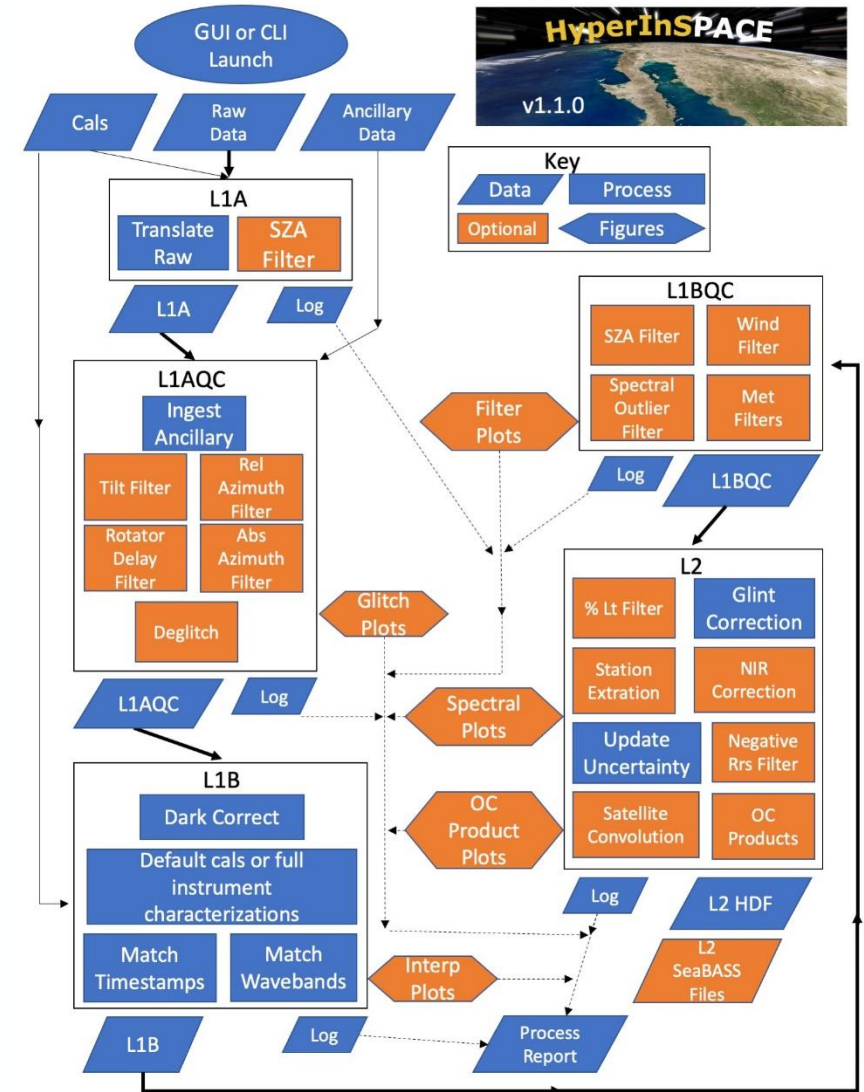 GUI or CLI
Launch
HyperInSPACE
v1.1.0
Cals
Raw
Data
Ancillary
Data
Key
Data
Process
Optional
Figures
L1A
Translate
Raw
SZA
Filter
L1A
Log
L1AQC
Ingest
Ancillary
Tilt Filter
Rel
Azimuth
Filter
Rotator
Delay
Filter
Abs
Azimuth
Filter
Deglitch
Glitch
Plots
L1AQC
Log
L1B
Dark Correct
Default cals or full
instrument
characterizations
Match
Timestamps
Match
Wavebands
Interp
Plots
L1B
Log
L1BQC
SZA Filter
Wind
Filter
Spectral
Outlier
Filter
Met
Filters
Filter
Plots
Log
L1BQC
L2
% Lt Filter
Glint
Correction
Station
Extration
NIR
Correction
Spectral
Plots
Update
Uncertainty
Negative
Rrs Filter
Satellite
Convolution
OC
Products
OC
Product
Plots
Log
L2 HDF
L2
SeaBASS
Files
Process
Report